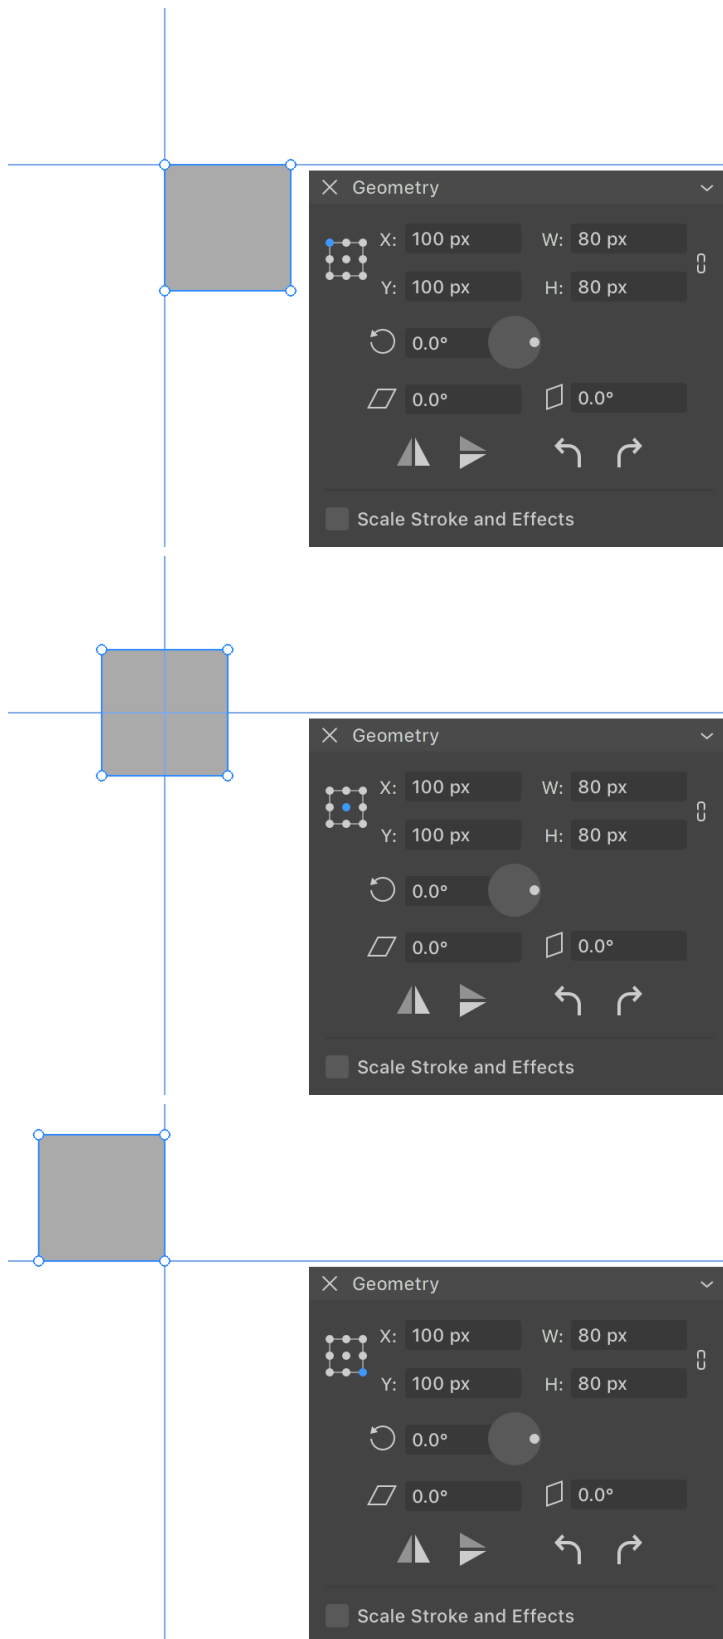 Geometry
X: 100 px W: 80 px
Y: 100 px H: 80 px
0.0°
0.0° 0.0°
Scale Stroke and Effects
Geometry
X: 100 px W: 80 px
Y: 100 px H: 80 px
0.0°
0.0° 0.0°
Scale Stroke and Effects
Geometry
X: 100 px W: 80 px
Y: 100 px H: 80 px
0.0°
0.0° 0.0°
Scale Stroke and Effects